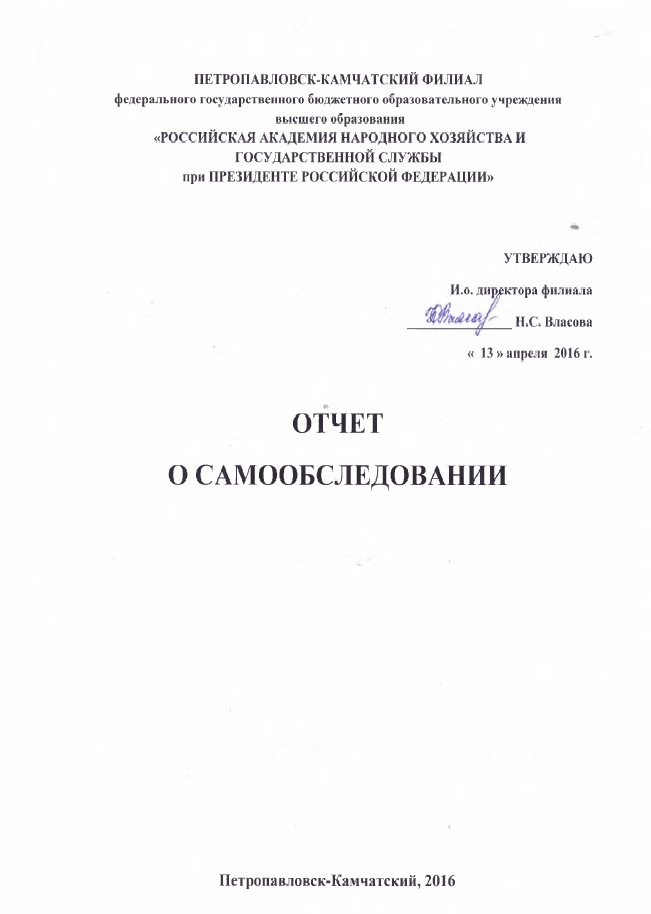 ПЕТРОПАВЛОВСК-КАМЧАТСКИЙ ФИЛИАЛ
федерального государственного бюджетного образовательного учреждения
высшего образования
«РОССИЙСКАЯ АКАДЕМИЯ НАРОДНОГО ХОЗЯЙСТВА И
ГОСУДАРСТВЕННОЙ СЛУЖБЫ
при ПРЕЗИДЕНТЕ РОССИЙСКОЙ ФЕДЕРАЦИИ»
УТВЕРЖДАЮ
И.о. директора филиала
Н.С. Власова
« 13 » апреля 2016 г.
ОТЧЕТ
О САМООБСЛЕДОВАНИИ
Петропавловск-Камчатский, 2016